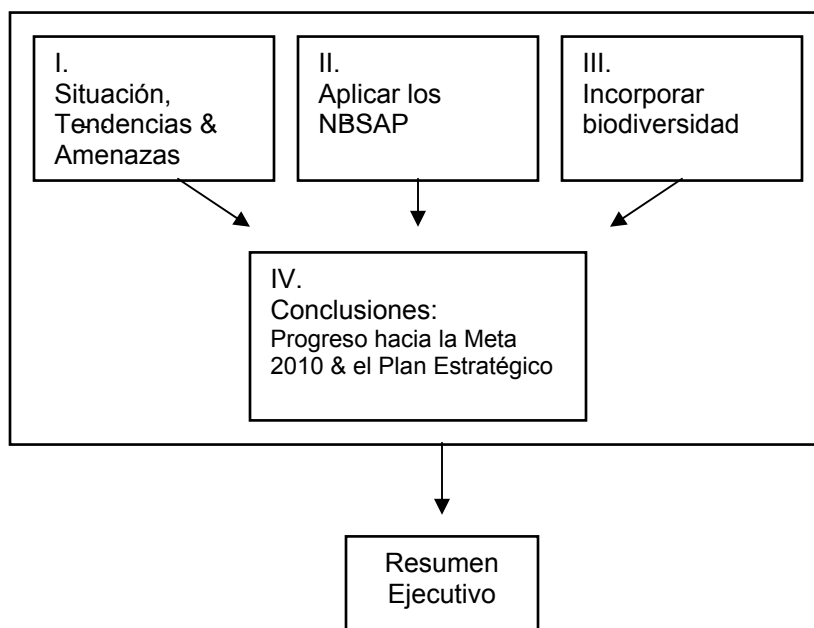 I.
Situación,
Tendencias &
Amenazas
II.
Aplicar los
NBSAP
III.
Incorporar
biodiversidad
IV.
Conclusiones:
Progreso hacia la Meta
2010 & el Plan Estratégico
Resumen
Ejecutivo